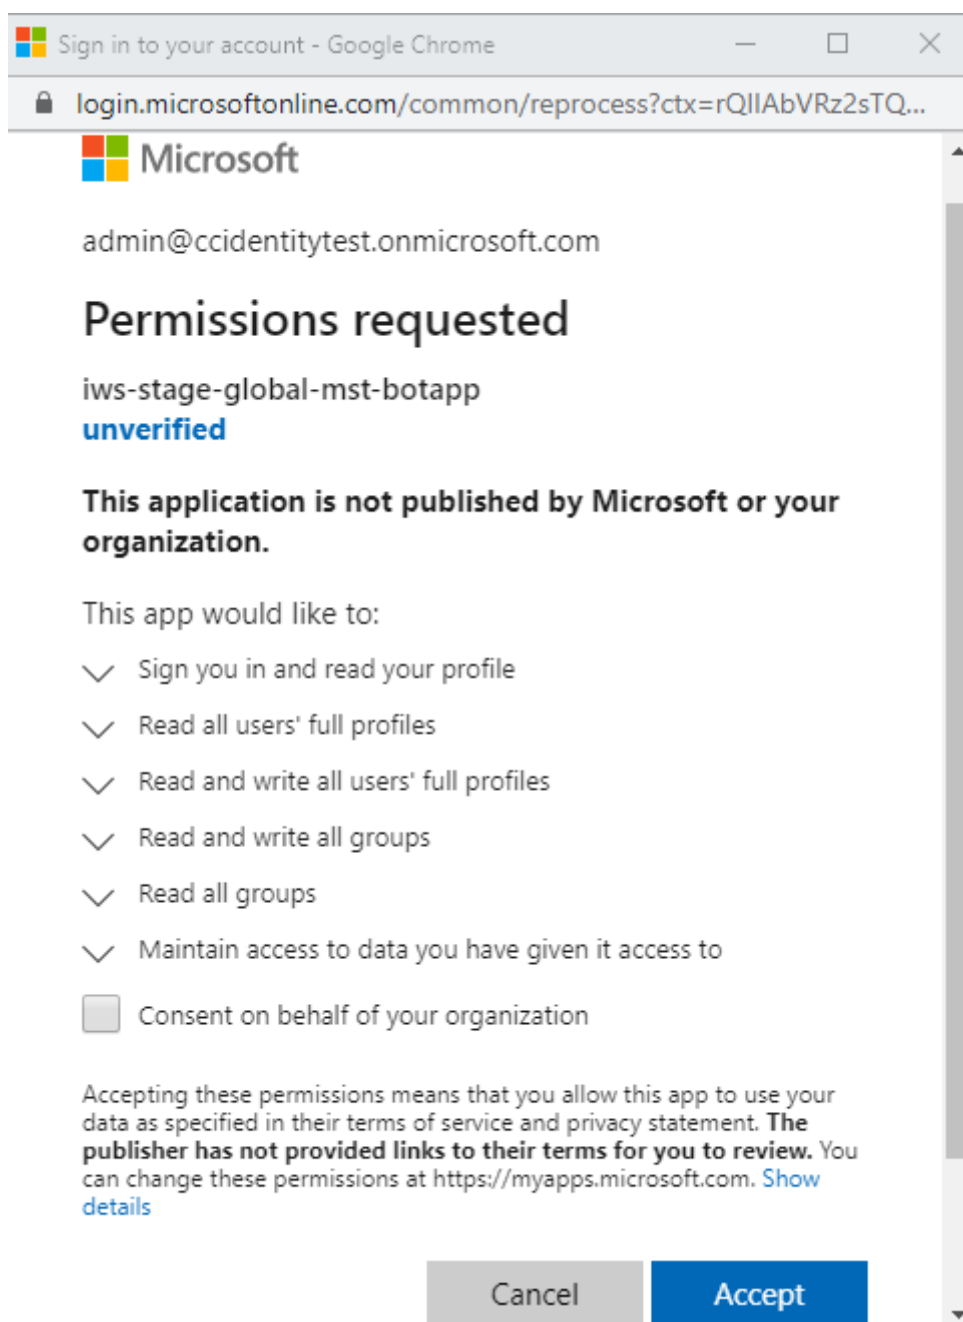 Sign in to your account - Google Chrome
login.microsoftonline.com/common/reprocess?ctx=rQIIAbVRz2sTQ...
Microsoft
admin@ccidentitytest.onmicrosoft.com
Permissions requested
iws-stage-global-mst-botapp
unverified
This application is not published by Microsoft or your
organization.
This app would like to:
Sign you in and read your profile
Read all users' full profiles
Read and write all users' full profiles
Read and write all groups
Read all groups
Maintain access to data you have given it access to
Consent on behalf of your organization
Accepting these permissions means that you allow this app to use your
data as specified in their terms of service and privacy statement. The
publisher has not provided links to their terms for you to review. You
can change these permissions at https://myapps.microsoft.com. Show
details
Cancel
Accept